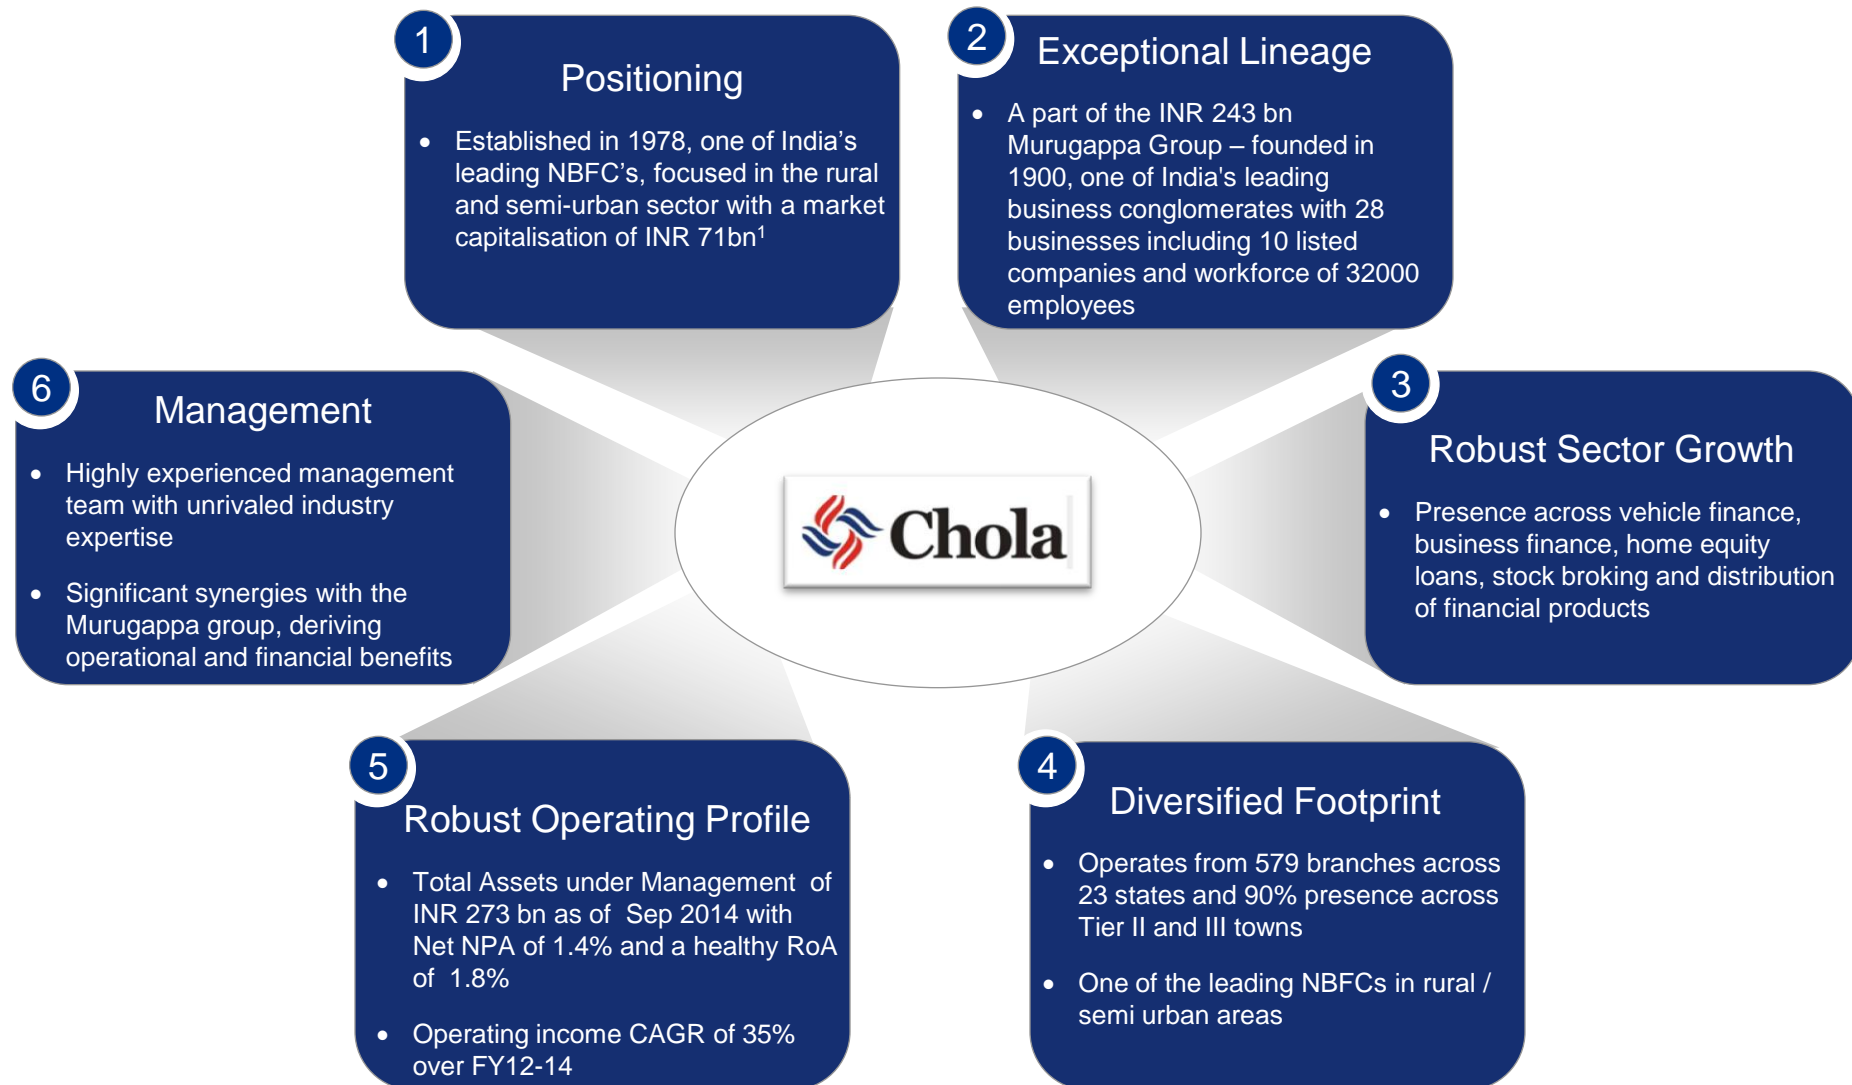 1
Positioning
• Established in 1978, one of India’s
leading NBFC’s, focused in the rural
and semi-urban sector with a market
capitalisation of INR 71bn¹
2
Exceptional Lineage
• A part of the INR 243 bn
Murugappa Group – founded in
1900, one of India's leading
business conglomerates with 28
businesses including 10 listed
companies and workforce of 32000
employees
3
Robust Sector Growth
• Presence across vehicle finance,
business finance, home equity
loans, stock broking and distribution
of financial products
4
Diversified Footprint
• Operates from 579 branches across
23 states and 90% presence across
Tier II and III towns
• One of the leading NBFCs in rural /
semi urban areas
5
Robust Operating Profile
• Total Assets under Management of
INR 273 bn as of Sep 2014 with
Net NPA of 1.4% and a healthy RoA
of 1.8%
• Operating income CAGR of 35%
over FY12-14
6
Management
• Highly experienced management
team with unrivaled industry
expertise
• Significant synergies with the
Murugappa group, deriving
operational and financial benefits
Chola